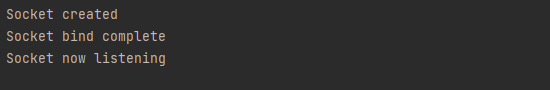 Socket created
Socket bind complete
Socket now listening